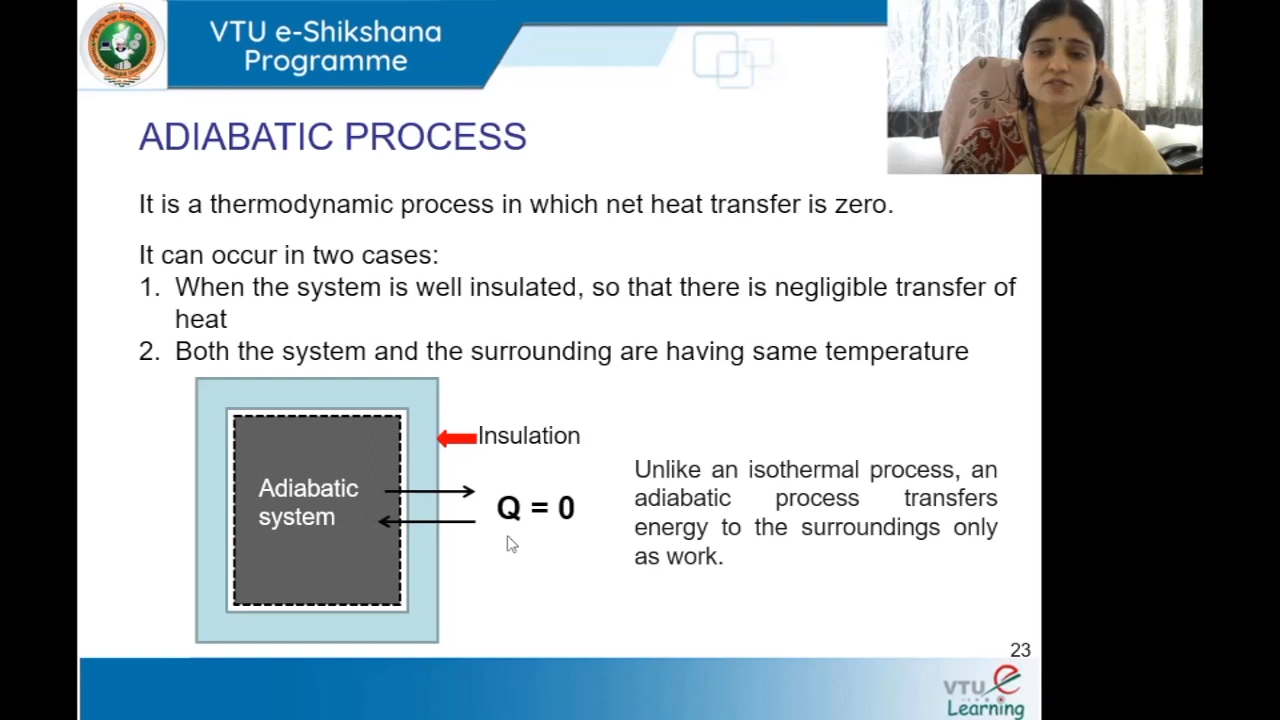 VTU e-Shikshana
Programme
ADIABATIC PROCESS
It is a thermodynamic process in which net heat transfer is zero.
It can occur in two cases:
1. When the system is well insulated, so that there is negligible transfer of
heat
2. Both the system and the surrounding are having same temperature
Insulation
Adiabatic
system
Q = 0
Unlike an isothermal process, an
adiabatic process transfers
energy to the surroundings only
as work.
23
VTU e
Learning